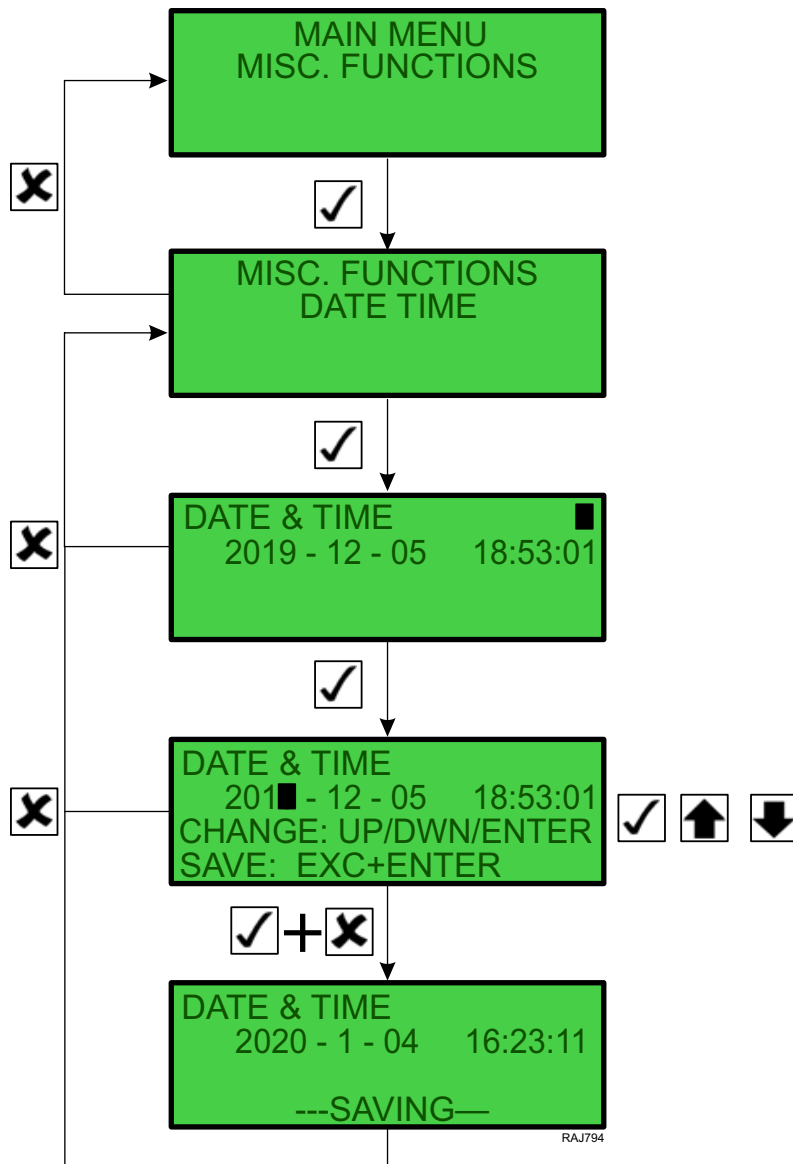 MAIN MENU
MISC. FUNCTIONS
MISC. FUNCTIONS
DATE TIME
DATE & TIME
2019 - 12 - 05 18:53:01
DATE & TIME
201 - 12 - 05 18:53:01
CHANGE: UP/DWN/ENTER
SAVE: EXC+ENTER
+
DATE & TIME
2020 - 1 - 04 16:23:11
---SAVING—
RAJ794